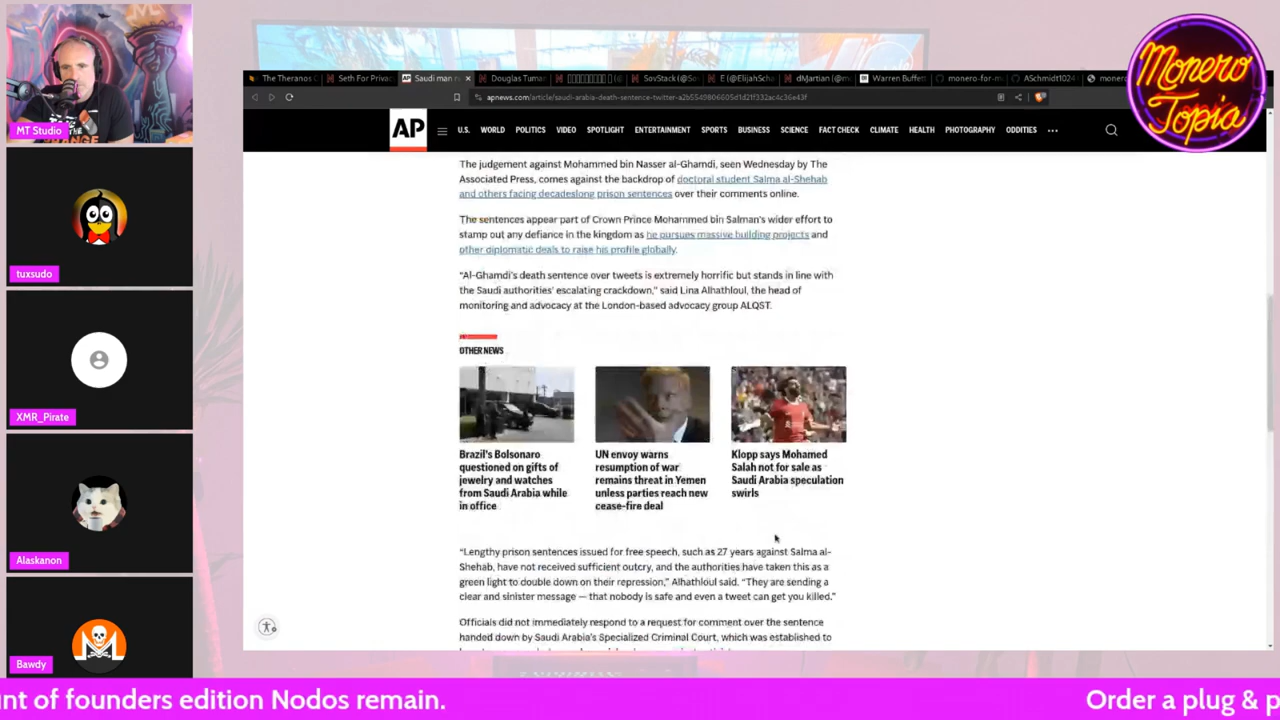 MT Studio
tuxsudo
XMR_Pirate
Alaskanon
Bawdy
Monero
Topia
The Theranos
Seth For Priva
Saudi man
Douglas Tuma
SovStack (@So
E (@ElijahScha
dMartian (@m
Warren Buffet
monero-for-m
ASchmidt1024
monero
apnews.com/article/saudi-arabia-death-sentence-twitter-a2b5549806605d1d21f332ac4c36e43f
AP
U.S. WORLD POLITICS VIDEO SPOTLIGHT ENTERTAINMENT SPORTS BUSINESS SCIENCE FACT CHECK CLIMATE HEALTH PHOTOGRAPHY ODDITIES
The judgement against Mohammed bin Nasser al-Ghamdi, seen Wednesday by The
Associated Press, comes against the backdrop of doctoral student Salma al-Shehab
and others facing decadeslong prison sentences over their comments online.
The sentences appear part of Crown Prince Mohammed bin Salman's wider effort to
stamp out any defiance in the kingdom as he pursues massive building projects and
other diplomatic deals to raise his profile globally.
“Al-Ghamdi's death sentence over tweets is extremely horrific but stands in line with
the Saudi authorities' escalating crackdown,” said Lina Alhathloul, the head of
monitoring and advocacy at the London-based advocacy group ALQST.
OTHER NEWS
Brazil's Bolsonaro
questioned on gifts of
jewelry and watches
from Saudi Arabia while
in office
UN envoy warns
resumption of war
remains threat in Yemen
unless parties reach new
cease-fire deal
Klopp says Mohamed
Salah not for sale as
Saudi Arabia speculation
swirls
“Lengthy prison sentences issued for free speech, such as 27 years against Salma al-
Shehab, have not received sufficient outcry, and the authorities have taken this as a
green light to double down on their repression,” Alhathloul said. “They are sending a
clear and sinister message — that nobody is safe and even a tweet can get you killed.”
Officials did not immediately respond to a request for comment over the sentence
handed down by Saudi Arabia's Specialized Criminal Court, which was established to
nt of founders edition Nodos remain.
Order a plug & p